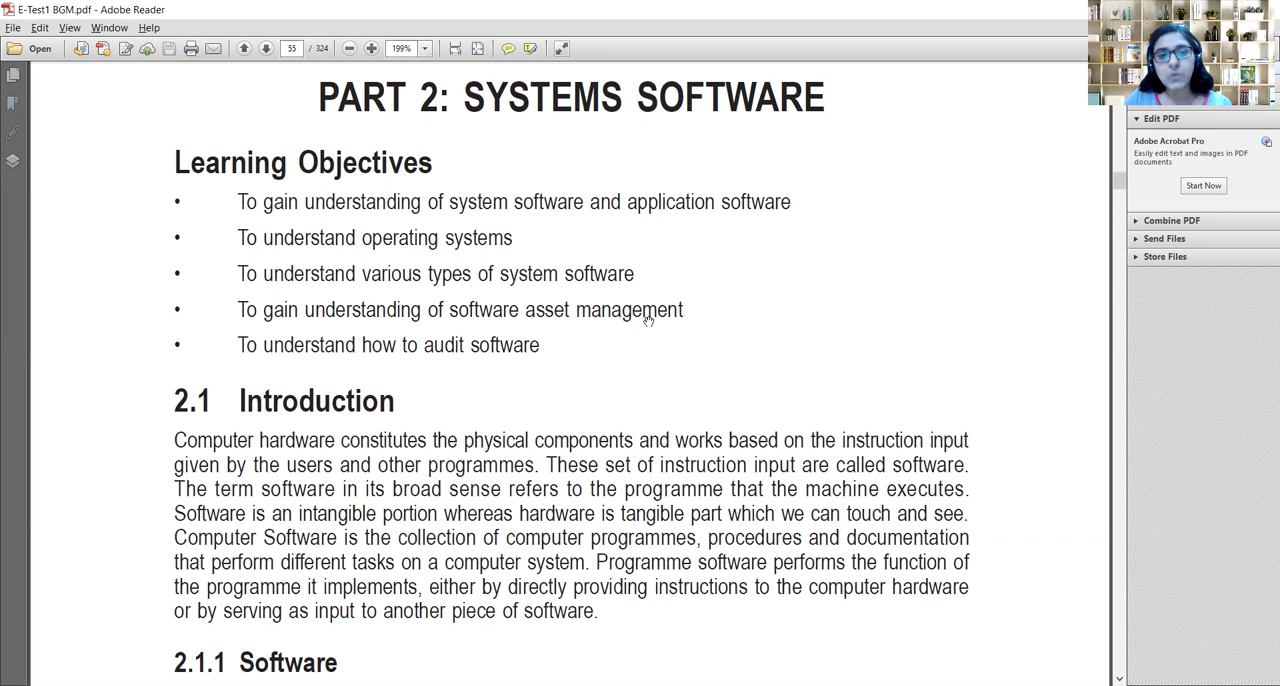 E-Test1 BGM.pdf - Adobe Reader
File Edit View Window Help
Open 55 / 324 199%
PART 2: SYSTEMS SOFTWARE
Learning Objectives
• To gain understanding of system software and application software
• To understand operating systems
• To understand various types of system software
• To gain understanding of software asset management
• To understand how to audit software
2.1 Introduction
Computer hardware constitutes the physical components and works based on the instruction input
given by the users and other programmes. These set of instruction input are called software.
The term software in its broad sense refers to the programme that the machine executes.
Software is an intangible portion whereas hardware is tangible part which we can touch and see.
Computer Software is the collection of computer programmes, procedures and documentation
that perform different tasks on a computer system. Programme software performs the function of
the programme it implements, either by directly providing instructions to the computer hardware
or by serving as input to another piece of software.
2.1.1 Software
Edit PDF
Adobe Acrobat Pro
Easily edit text and images in PDF
documents
Start Now
Combine PDF
Send Files
Store Files